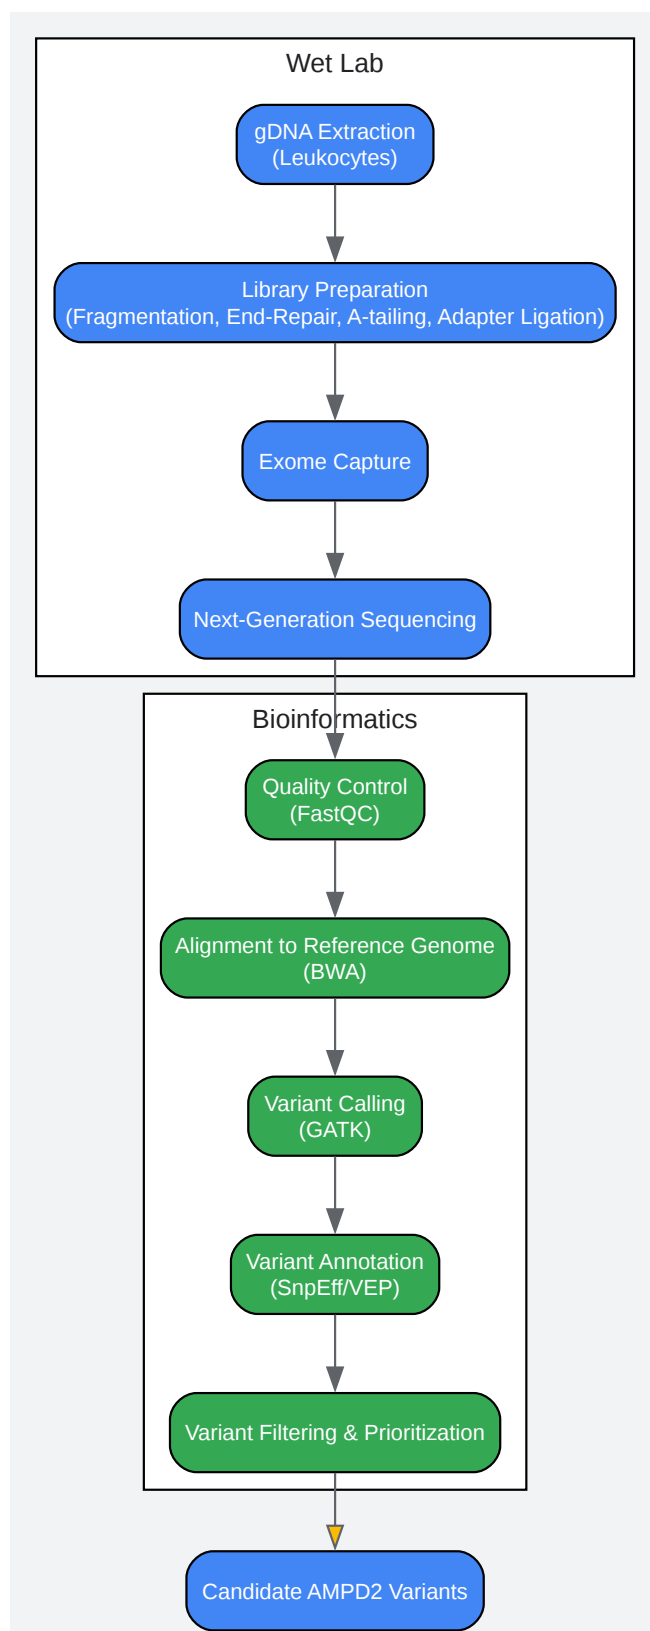 Wet Lab
gDNA Extraction
(Leukocytes)
Library Preparation
(Fragmentation, End-Repair, A-tailing, Adapter Ligation)
Exome Capture
Next-Generation Sequencing
Bioinformatics
Quality Control
(FastQC)
Alignment to Reference Genome
(BWA)
Variant Calling
(GATK)
Variant Annotation
(SnpEff/VEP)
Variant Filtering & Prioritization
Candidate AMPD2 Variants